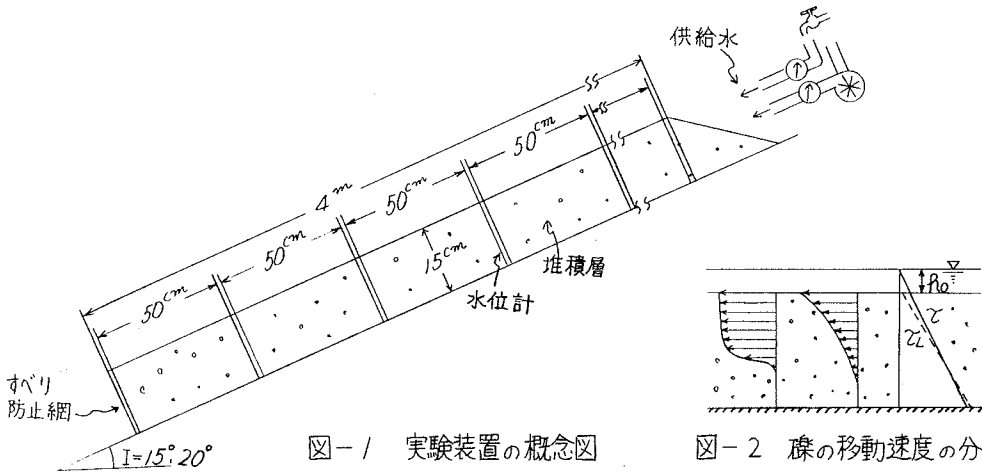 供給水
4m
50cm
50cm
50cm
50cm
15cm
堆積層
水位計
すべり
防止網
I=15°, 20°
図-1 実験装置の概念図
h₀
τ
τL
図-2 礫の移動速度の分